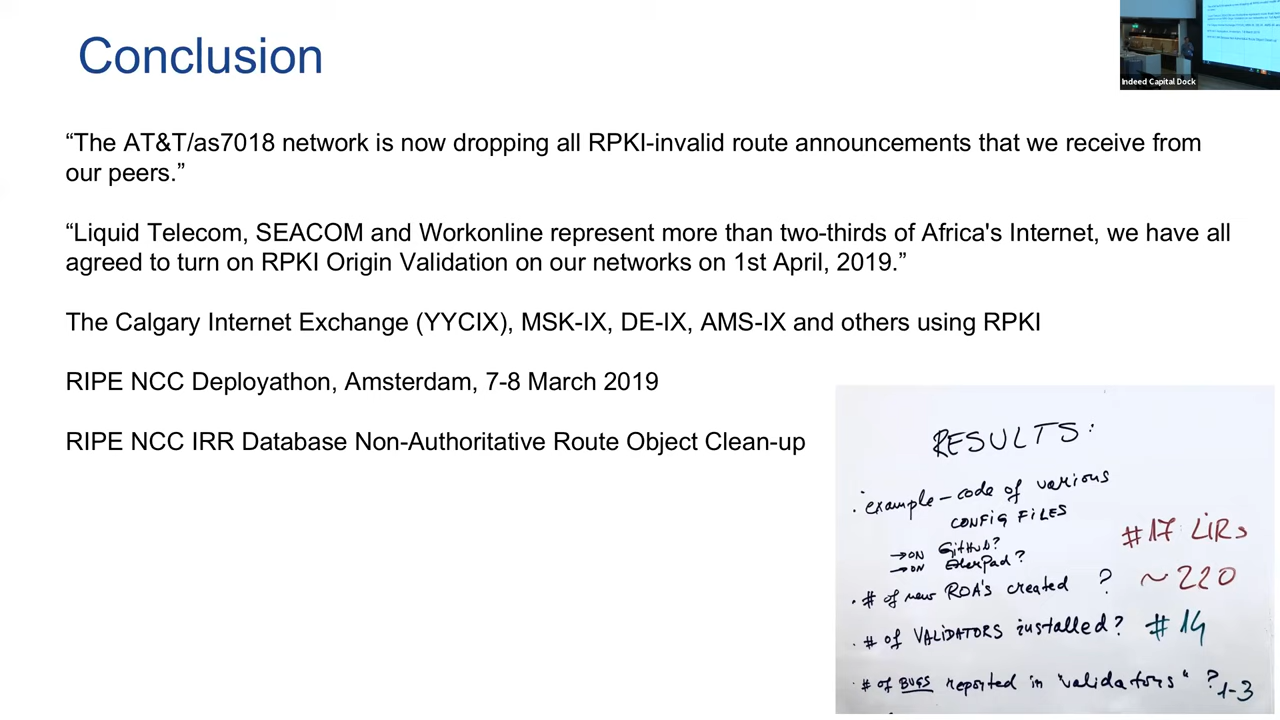 Conclusion
Indeed Capital Dock
“The AT&T/as7018 network is now dropping all RPKI-invalid route announcements that we receive from
our peers.”
“Liquid Telecom, SEACOM and Workonline represent more than two-thirds of Africa's Internet, we have all
agreed to turn on RPKI Origin Validation on our networks on 1st April, 2019.”
The Calgary Internet Exchange (YYCIX), MSK-IX, DE-IX, AMS-IX and others using RPKI
RIPE NCC Deployathon, Amsterdam, 7-8 March 2019
RIPE NCC IRR Database Non-Authoritative Route Object Clean-up
RESULTS:
· example-code of various
CONFIG FILES
→ON GitHub?
→ON EtherPad?
#17 LiRs
· # of new ROA's created ? ~220
· # of VALiDATORS installed? #14
· # of BUGS reported in "validators" ? 1-3